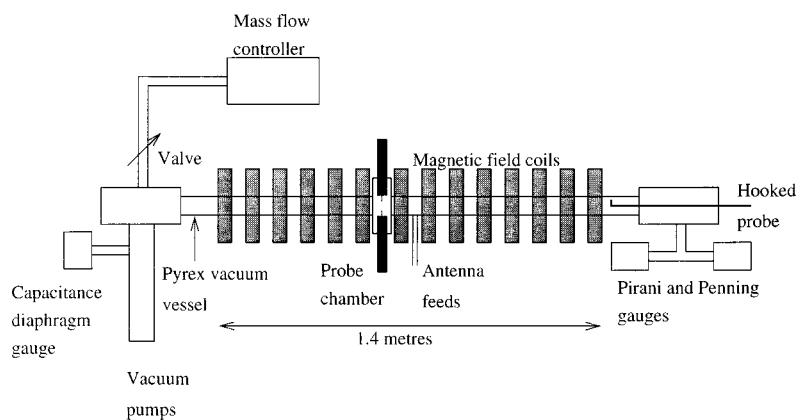 Mass flow
controller
Valve
Magnetic field coils
Hooked
probe
Pyrex vacuum
vessel
Probe
chamber
Antenna
feeds
Capacitance
diaphragm
gauge
Pirani and Penning
gauges
1.4 metres
Vacuum
pumps